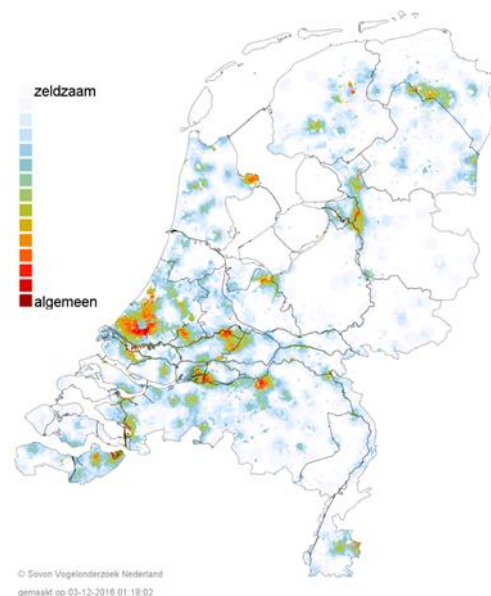 zeldzaam
algemeen
© Sovon Vogelonderzoek Nederland
gemaakt op 03-12-2016 01:18:02